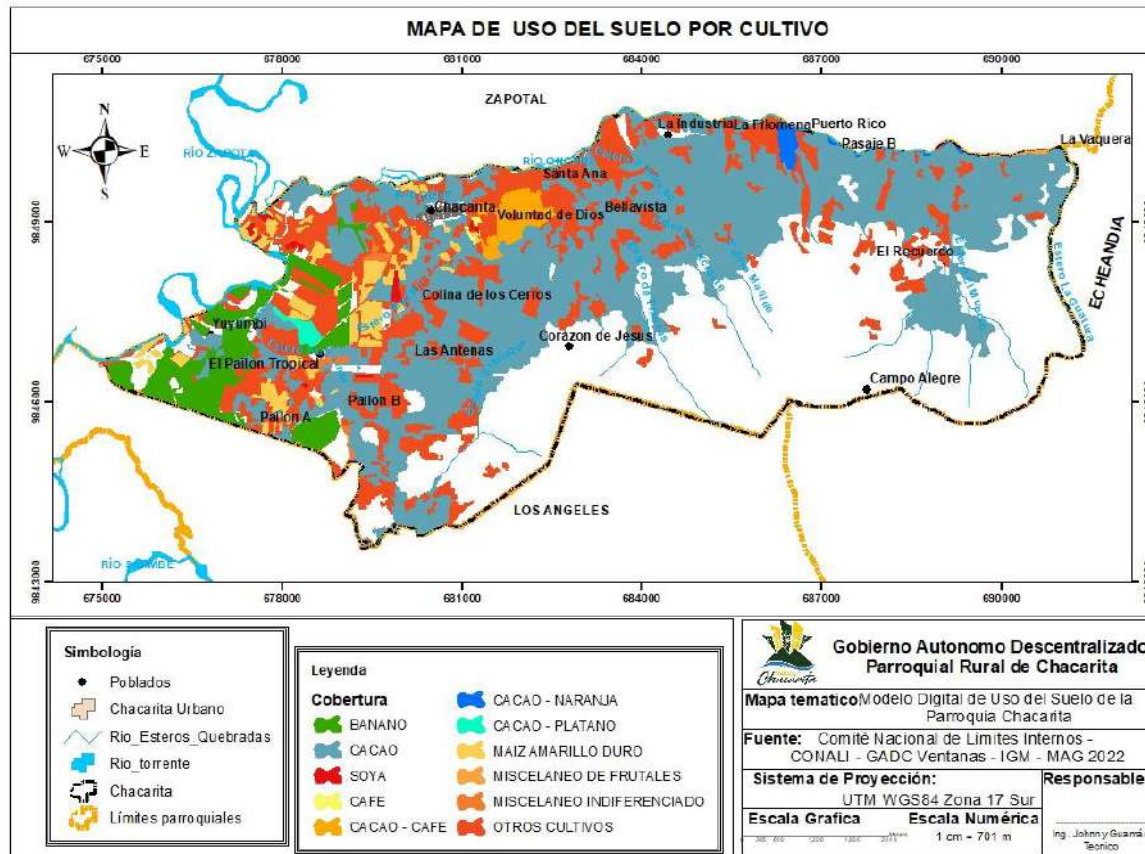 MAPA DE USO DEL SUELO POR CULTIVO
675000 678000 681000 684000 687000 690000
ZAPOTAL
N
W E
S
La Industria La Filomena Puerto Rico
Pasaje B
La Vaquera
Santa Ana
Chacarita
Voluntad de Dios
Bellavista
El Recuerdo
ECHEANDIA
Estero La Guatura
Colina de los Cerros
Yuyumbi
Corazon de Jesus
Las Antenas
El Pailon Tropical
Campo Alegre
Pailon B
Pailon A
LOS ANGELES
9849000 9846000 9843000
675000 678000 681000 684000 687000 690000
Simbología
Poblados
Chacarita Urbano
Rio_Esteros_Quebradas
Rio_torrente
Chacarita
Límites parroquiales
Leyenda
Cobertura
BANANO
CACAO
SOYA
CAFE
CACAO - CAFE
CACAO - NARANJA
CACAO - PLATANO
MAIZ AMARILLO DURO
MISCELANEO DE FRUTALES
MISCELANEO INDIFERENCIADO
OTROS CULTIVOS
Chacarita
Gobierno Autonomo Descentralizado
Parroquial Rural de Chacarita
Mapa tematico: Modelo Digital de Uso del Suelo de la
Parroquia Chacarita
Fuente: Comité Nacional de Limites Internos -
CONALI - GADC Ventanas - IGM - MAG 2022
Sistema de Proyección:
UTM WGS84 Zona 17 Sur
Responsable
Escala Grafica
Escala Numérica
1 cm = 701 m
Ing. Johnny
Tecnico